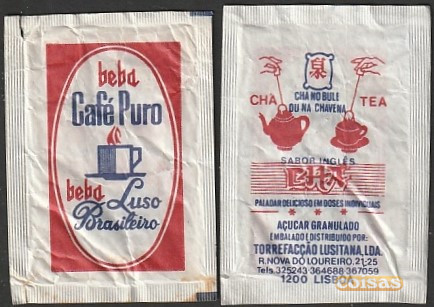 beba
Café Puro
beba
Luso
Brasileiro
泉
CHÁ NO BULE
OU NA CHAVENA
CHÁ
TEA
SABOR INGLÊS
PALADAR DELICIOSO EM DOSES INDIVIDUAIS
AÇUCAR GRANULADO
EMBALADO E DISTRIBUIDO POR:
TORREFACÇÃO LUSITANA, LDA.
R. NOVA DO LOUREIRO, 21-25
Tels. 325243-364688-367059
1200 LISBOA
coisas